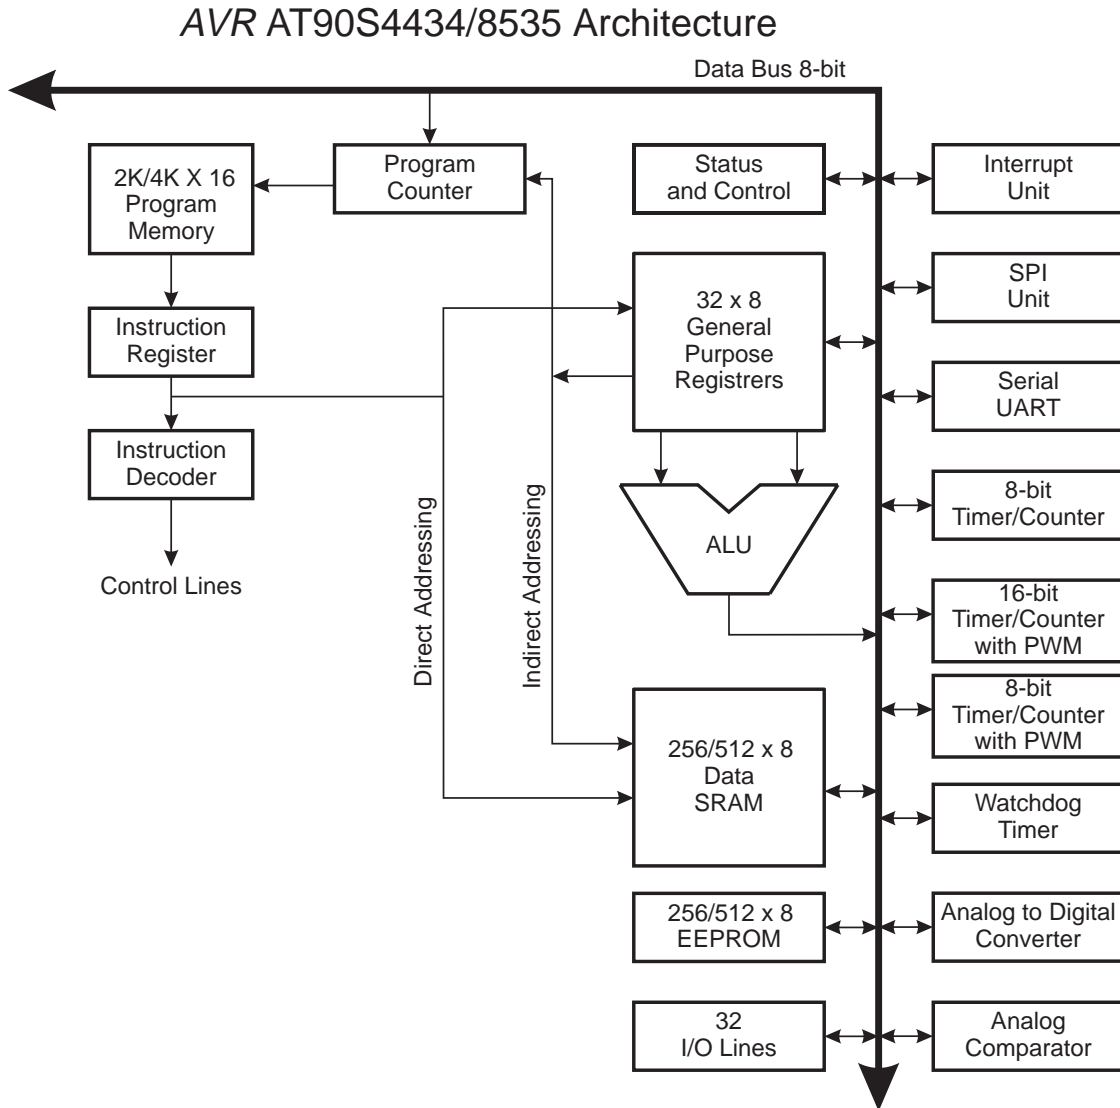 AVR AT90S4434/8535 Architecture
Data Bus 8-bit
2K/4K X 16
Program
Memory
Program
Counter
Status
and Control
Interrupt
Unit
Instruction
Register
32 x 8
General
Purpose
Registrers
SPI
Unit
Serial
UART
Instruction
Decoder
Control Lines
Direct Addressing
Indirect Addressing
ALU
8-bit
Timer/Counter
16-bit
Timer/Counter
with PWM
8-bit
Timer/Counter
with PWM
256/512 x 8
Data
SRAM
Watchdog
Timer
256/512 x 8
EEPROM
Analog to Digital
Converter
32
I/O Lines
Analog
Comparator